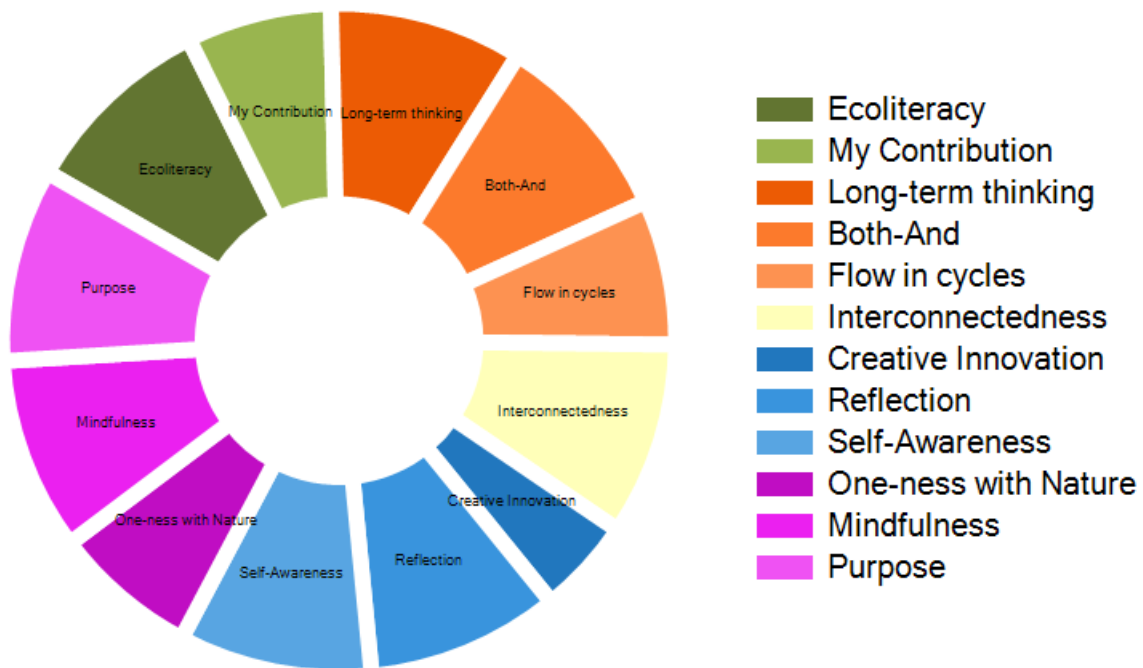 My Contribution
Long-term thinking
Ecoliteracy
Both-And
Purpose
Flow in cycles
Mindfulness
Interconnectedness
One-ness with Nature
Creative Innovation
Self-Awareness
Reflection
Ecoliteracy
My Contribution
Long-term thinking
Both-And
Flow in cycles
Interconnectedness
Creative Innovation
Reflection
Self-Awareness
One-ness with Nature
Mindfulness
Purpose